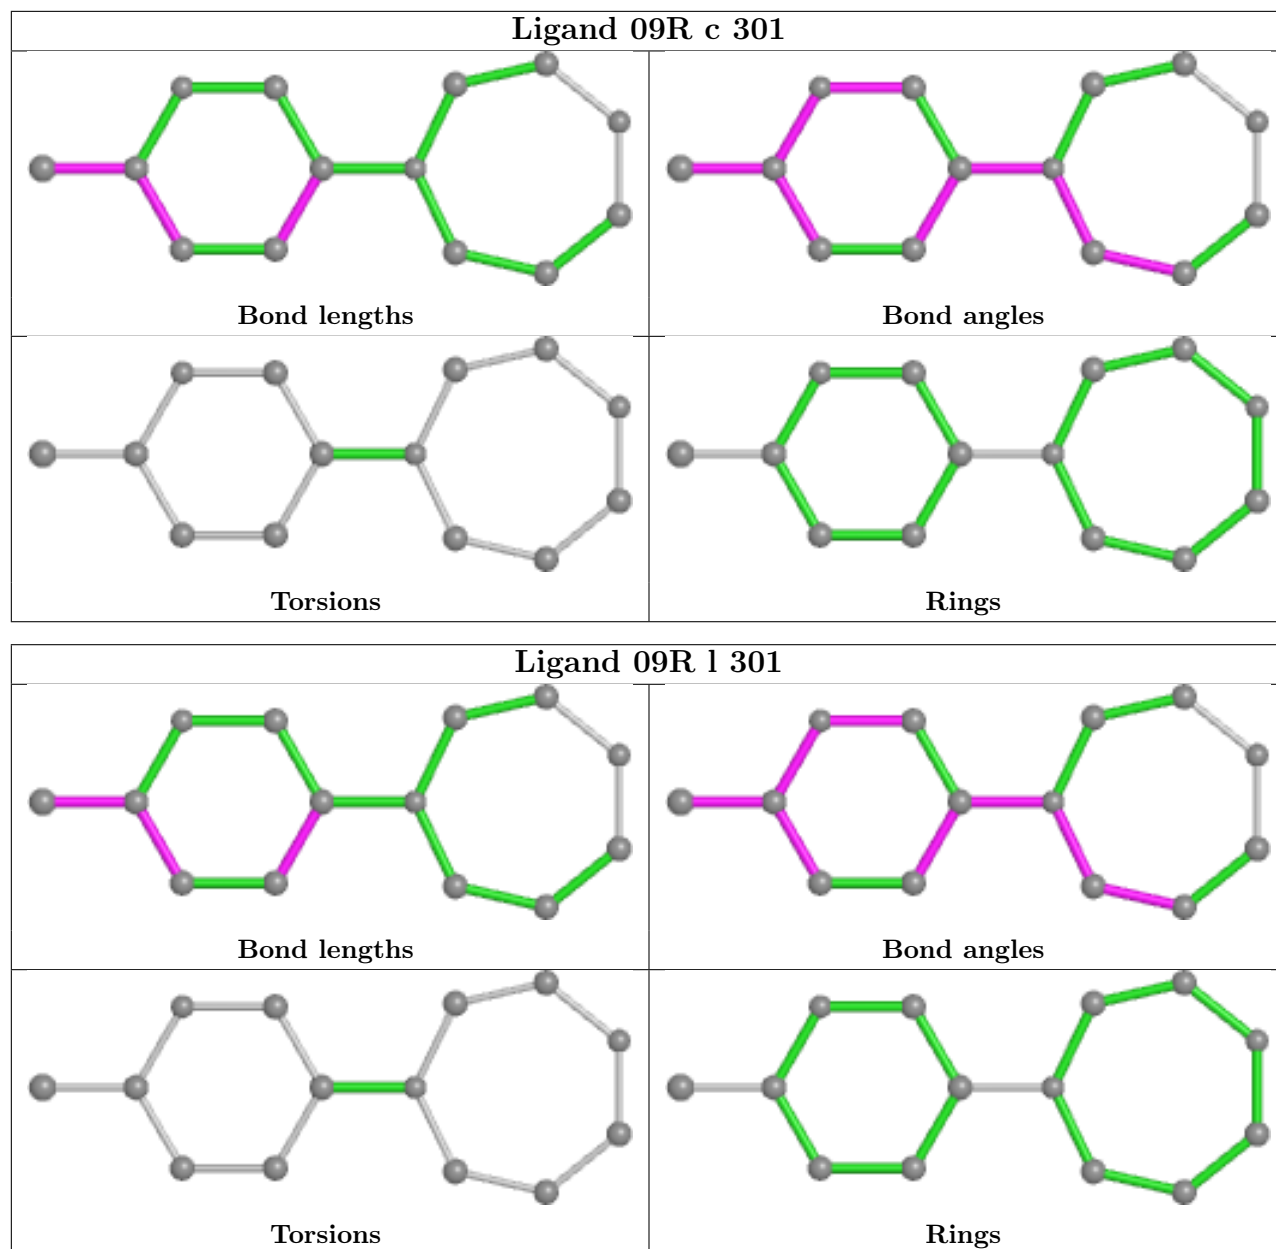 Ligand 09R c 301
Bond lengths
Bond angles
Torsions
Rings
Ligand 09R l 301
Bond lengths
Bond angles
Torsions
Rings